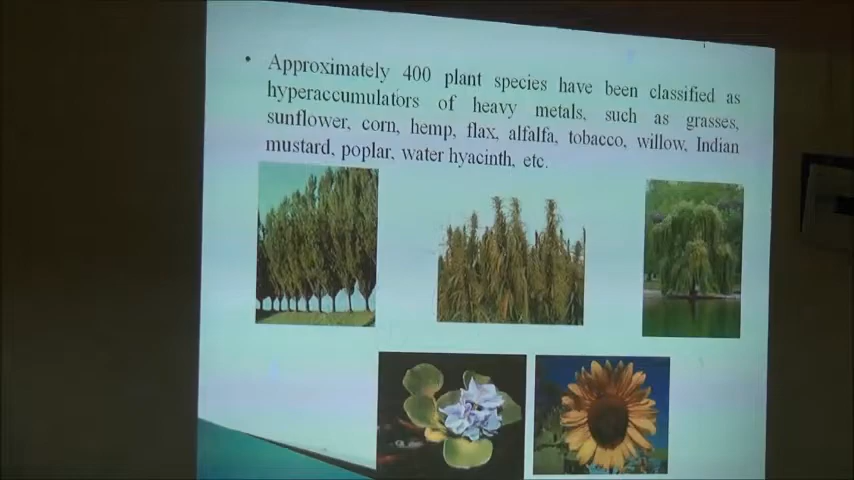 • Approximately 400 plant species have been classified as
hyperaccumulators of heavy metals, such as grasses,
sunflower, corn, hemp, flax, alfalfa, tobacco, willow, Indian
mustard, poplar, water hyacinth, etc.